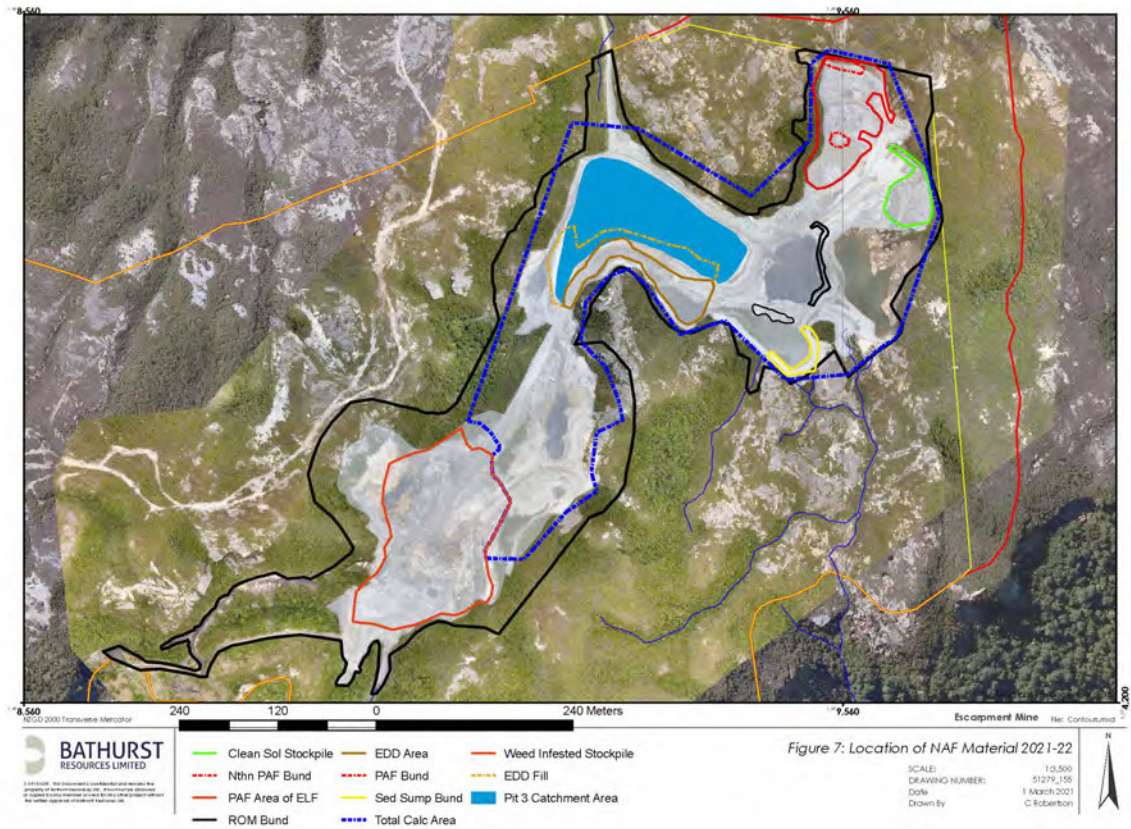 8,560
9,560
8,560
9,560
4,200
NZGD 2000 Transverse Mercator
240 120 0 240 Meters
Escarpment Mine
BATHURST
RESOURCES LIMITED
Clean Sol Stockpile
EDD Area
Weed Infested Stockpile
Nthn PAF Bund
PAF Bund
EDD Fill
PAF Area of ELF
Sed Sump Bund
Pit 3 Catchment Area
ROM Bund
Total Calc Area
Figure 7: Location of NAF Material 2021-22
SCALE: 1:3,500
DRAWING NUMBER: 51279_155
Date 1 March 2021
Drawn By C.Robertson
N